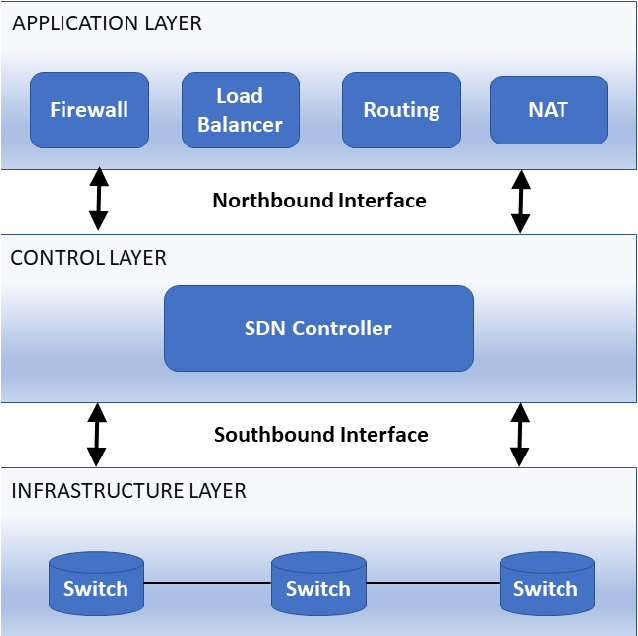 APPLICATION LAYER
Firewall
Load
Balancer
Routing
NAT
Northbound Interface
CONTROL LAYER
SDN Controller
Southbound Interface
INFRASTRUCTURE LAYER
Switch
Switch
Switch